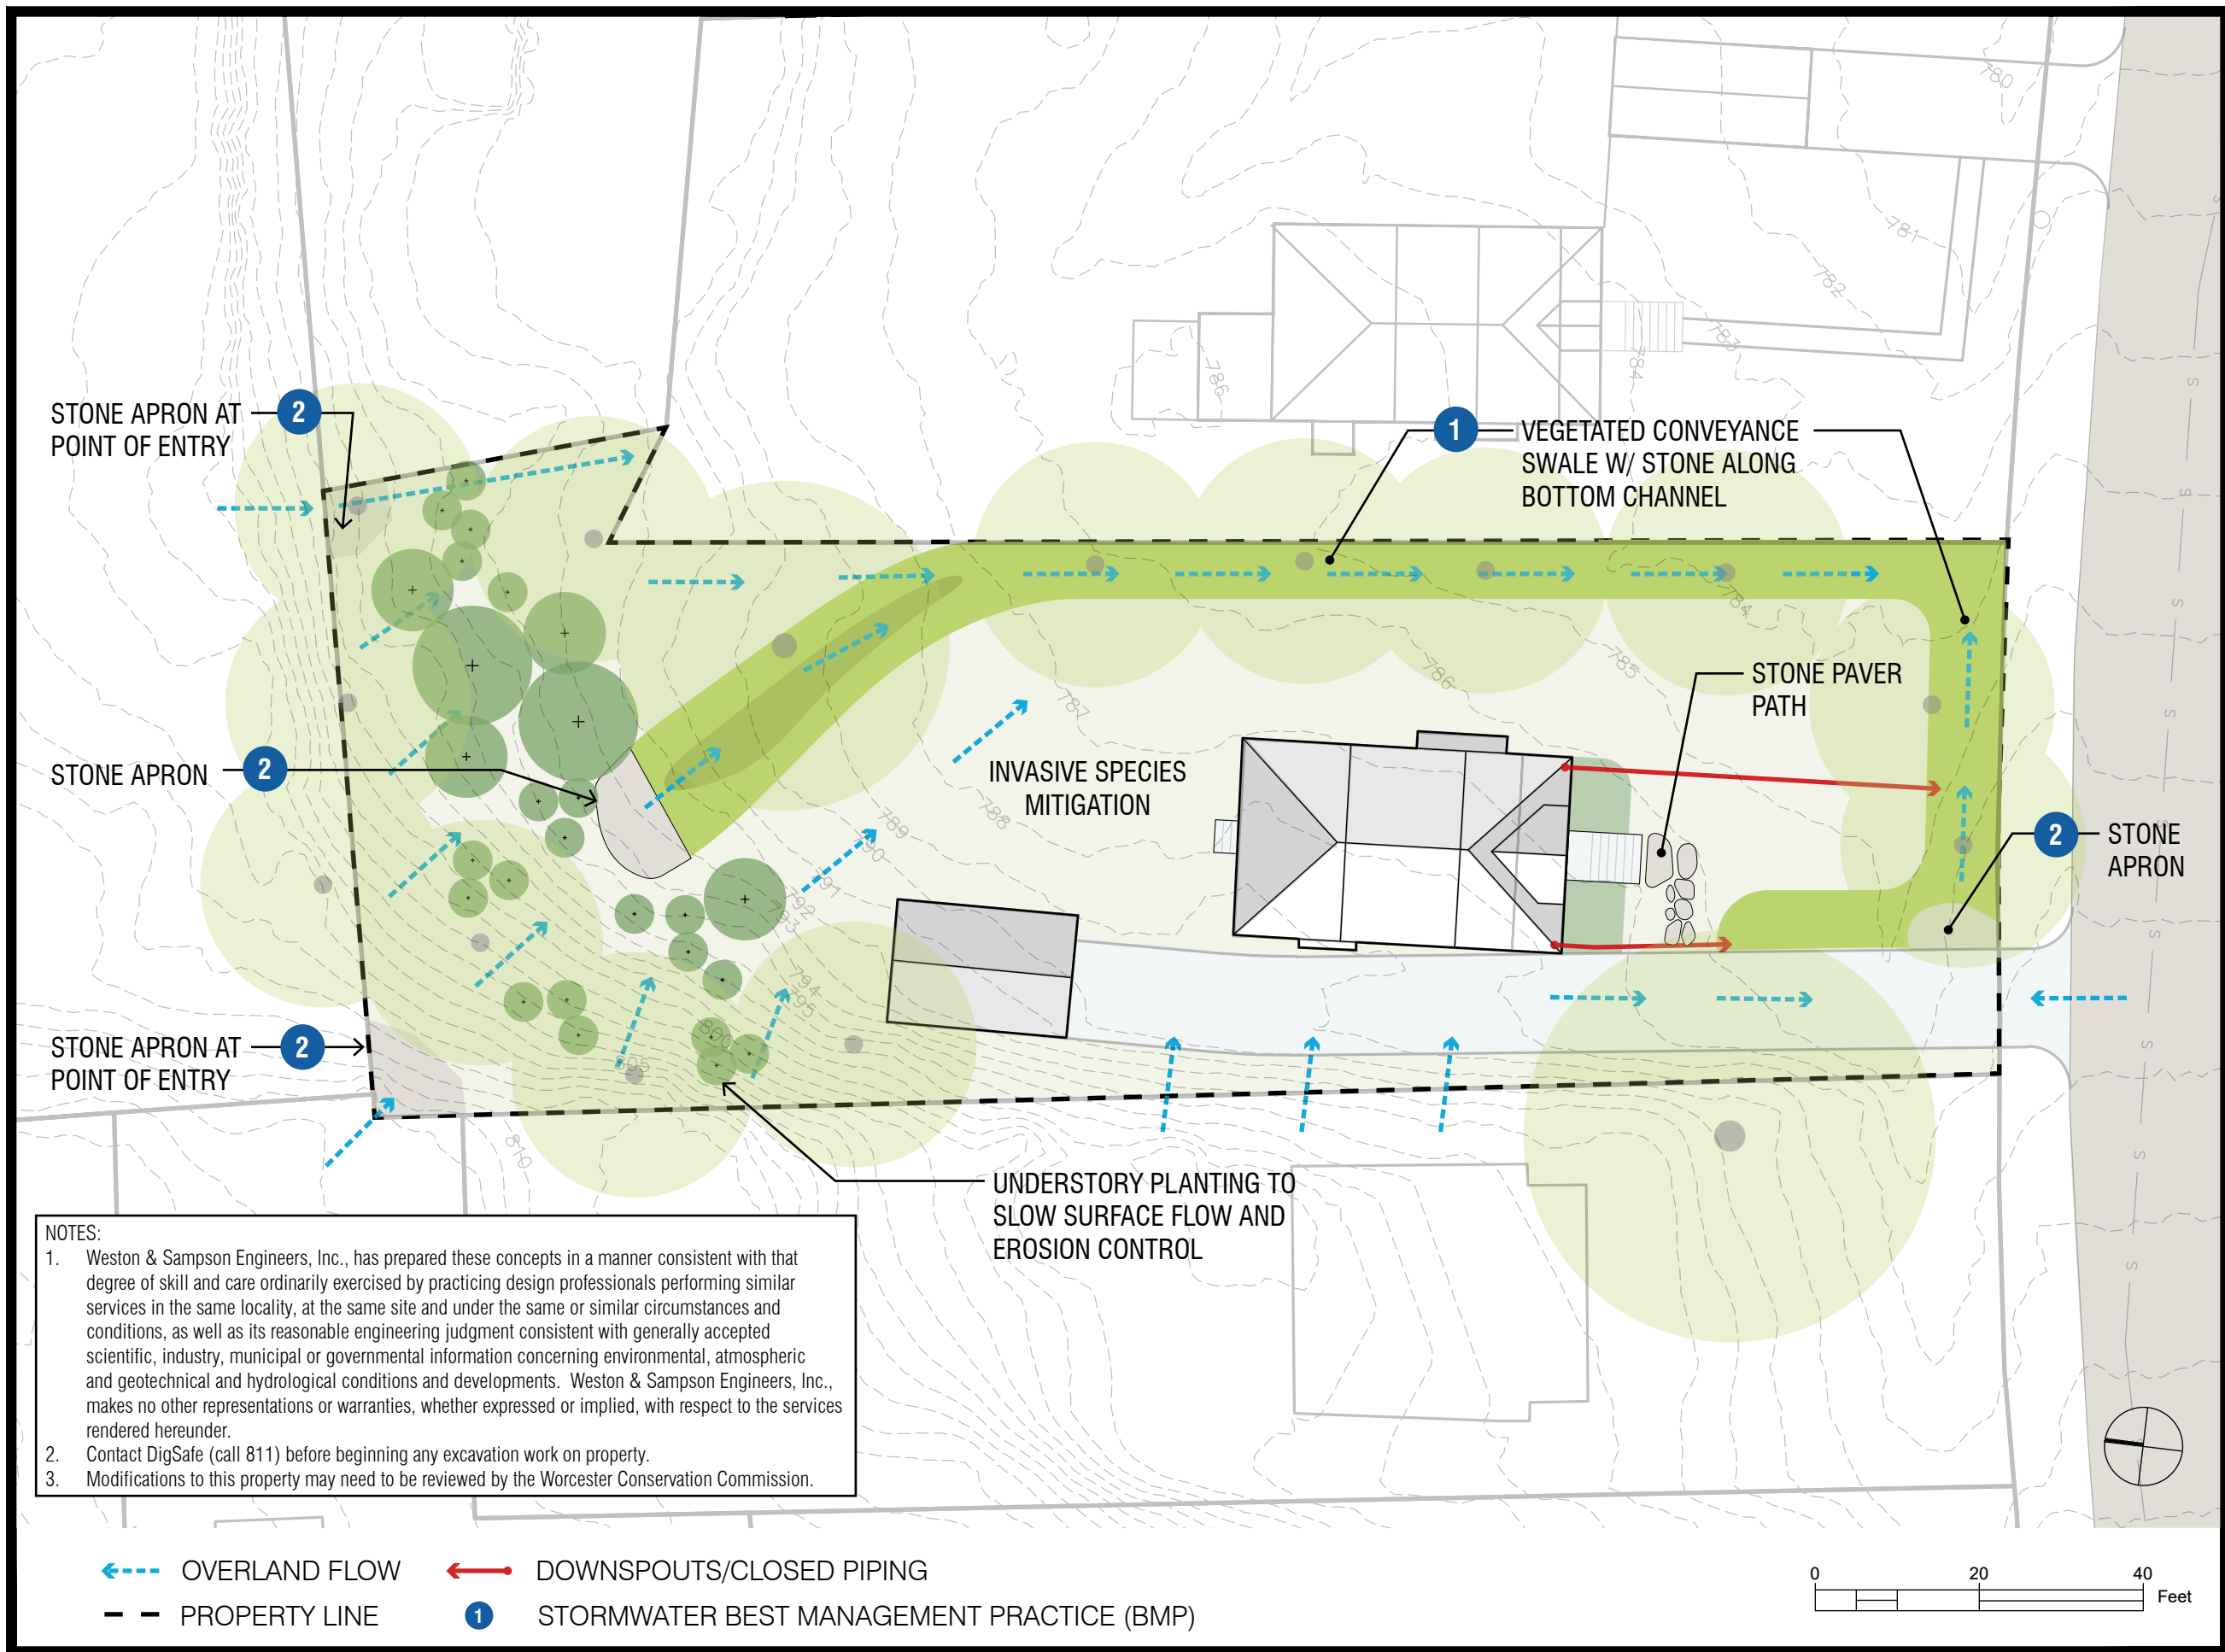 780
781
782
783
784
786
STONE APRON AT
POINT OF ENTRY
2
1
VEGETATED CONVEYANCE
SWALE W/ STONE ALONG
BOTTOM CHANNEL
784
785
786
787
STONE PAVER
PATH
STONE APRON
2
INVASIVE SPECIES
MITIGATION
788
789
790
791
792
793
794
795
800
805
810
2
STONE
APRON
STONE APRON AT
POINT OF ENTRY
2
UNDERSTORY PLANTING TO
SLOW SURFACE FLOW AND
EROSION CONTROL
S
S
S
S
S
S
S
S
NOTES:
1. Weston & Sampson Engineers, Inc., has prepared these concepts in a manner consistent with that
degree of skill and care ordinarily exercised by practicing design professionals performing similar
services in the same locality, at the same site and under the same or similar circumstances and
conditions, as well as its reasonable engineering judgment consistent with generally accepted
scientific, industry, municipal or governmental information concerning environmental, atmospheric
and geotechnical and hydrological conditions and developments. Weston & Sampson Engineers, Inc.,
makes no other representations or warranties, whether expressed or implied, with respect to the services
rendered hereunder.
2. Contact DigSafe (call 811) before beginning any excavation work on property.
3. Modifications to this property may need to be reviewed by the Worcester Conservation Commission.
OVERLAND FLOW
DOWNSPOUTS/CLOSED PIPING
PROPERTY LINE
1 STORMWATER BEST MANAGEMENT PRACTICE (BMP)
0 20 40
Feet